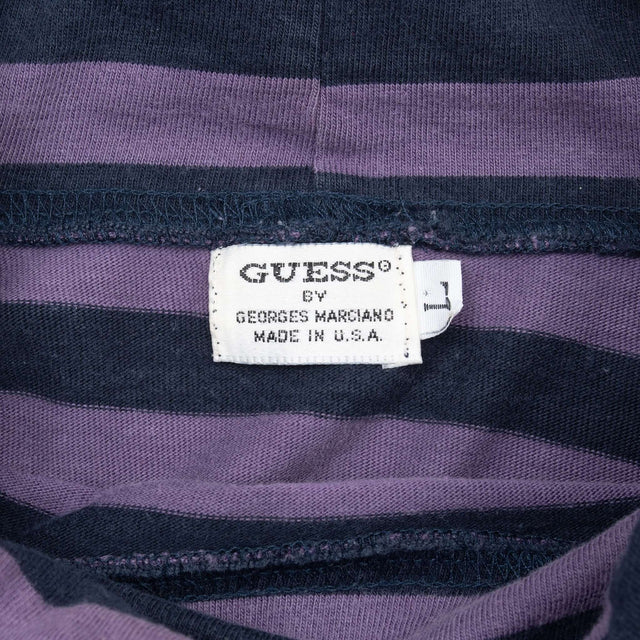 GUESS®
BY
GEORGES MARCIANO
MADE IN U.S.A.
L